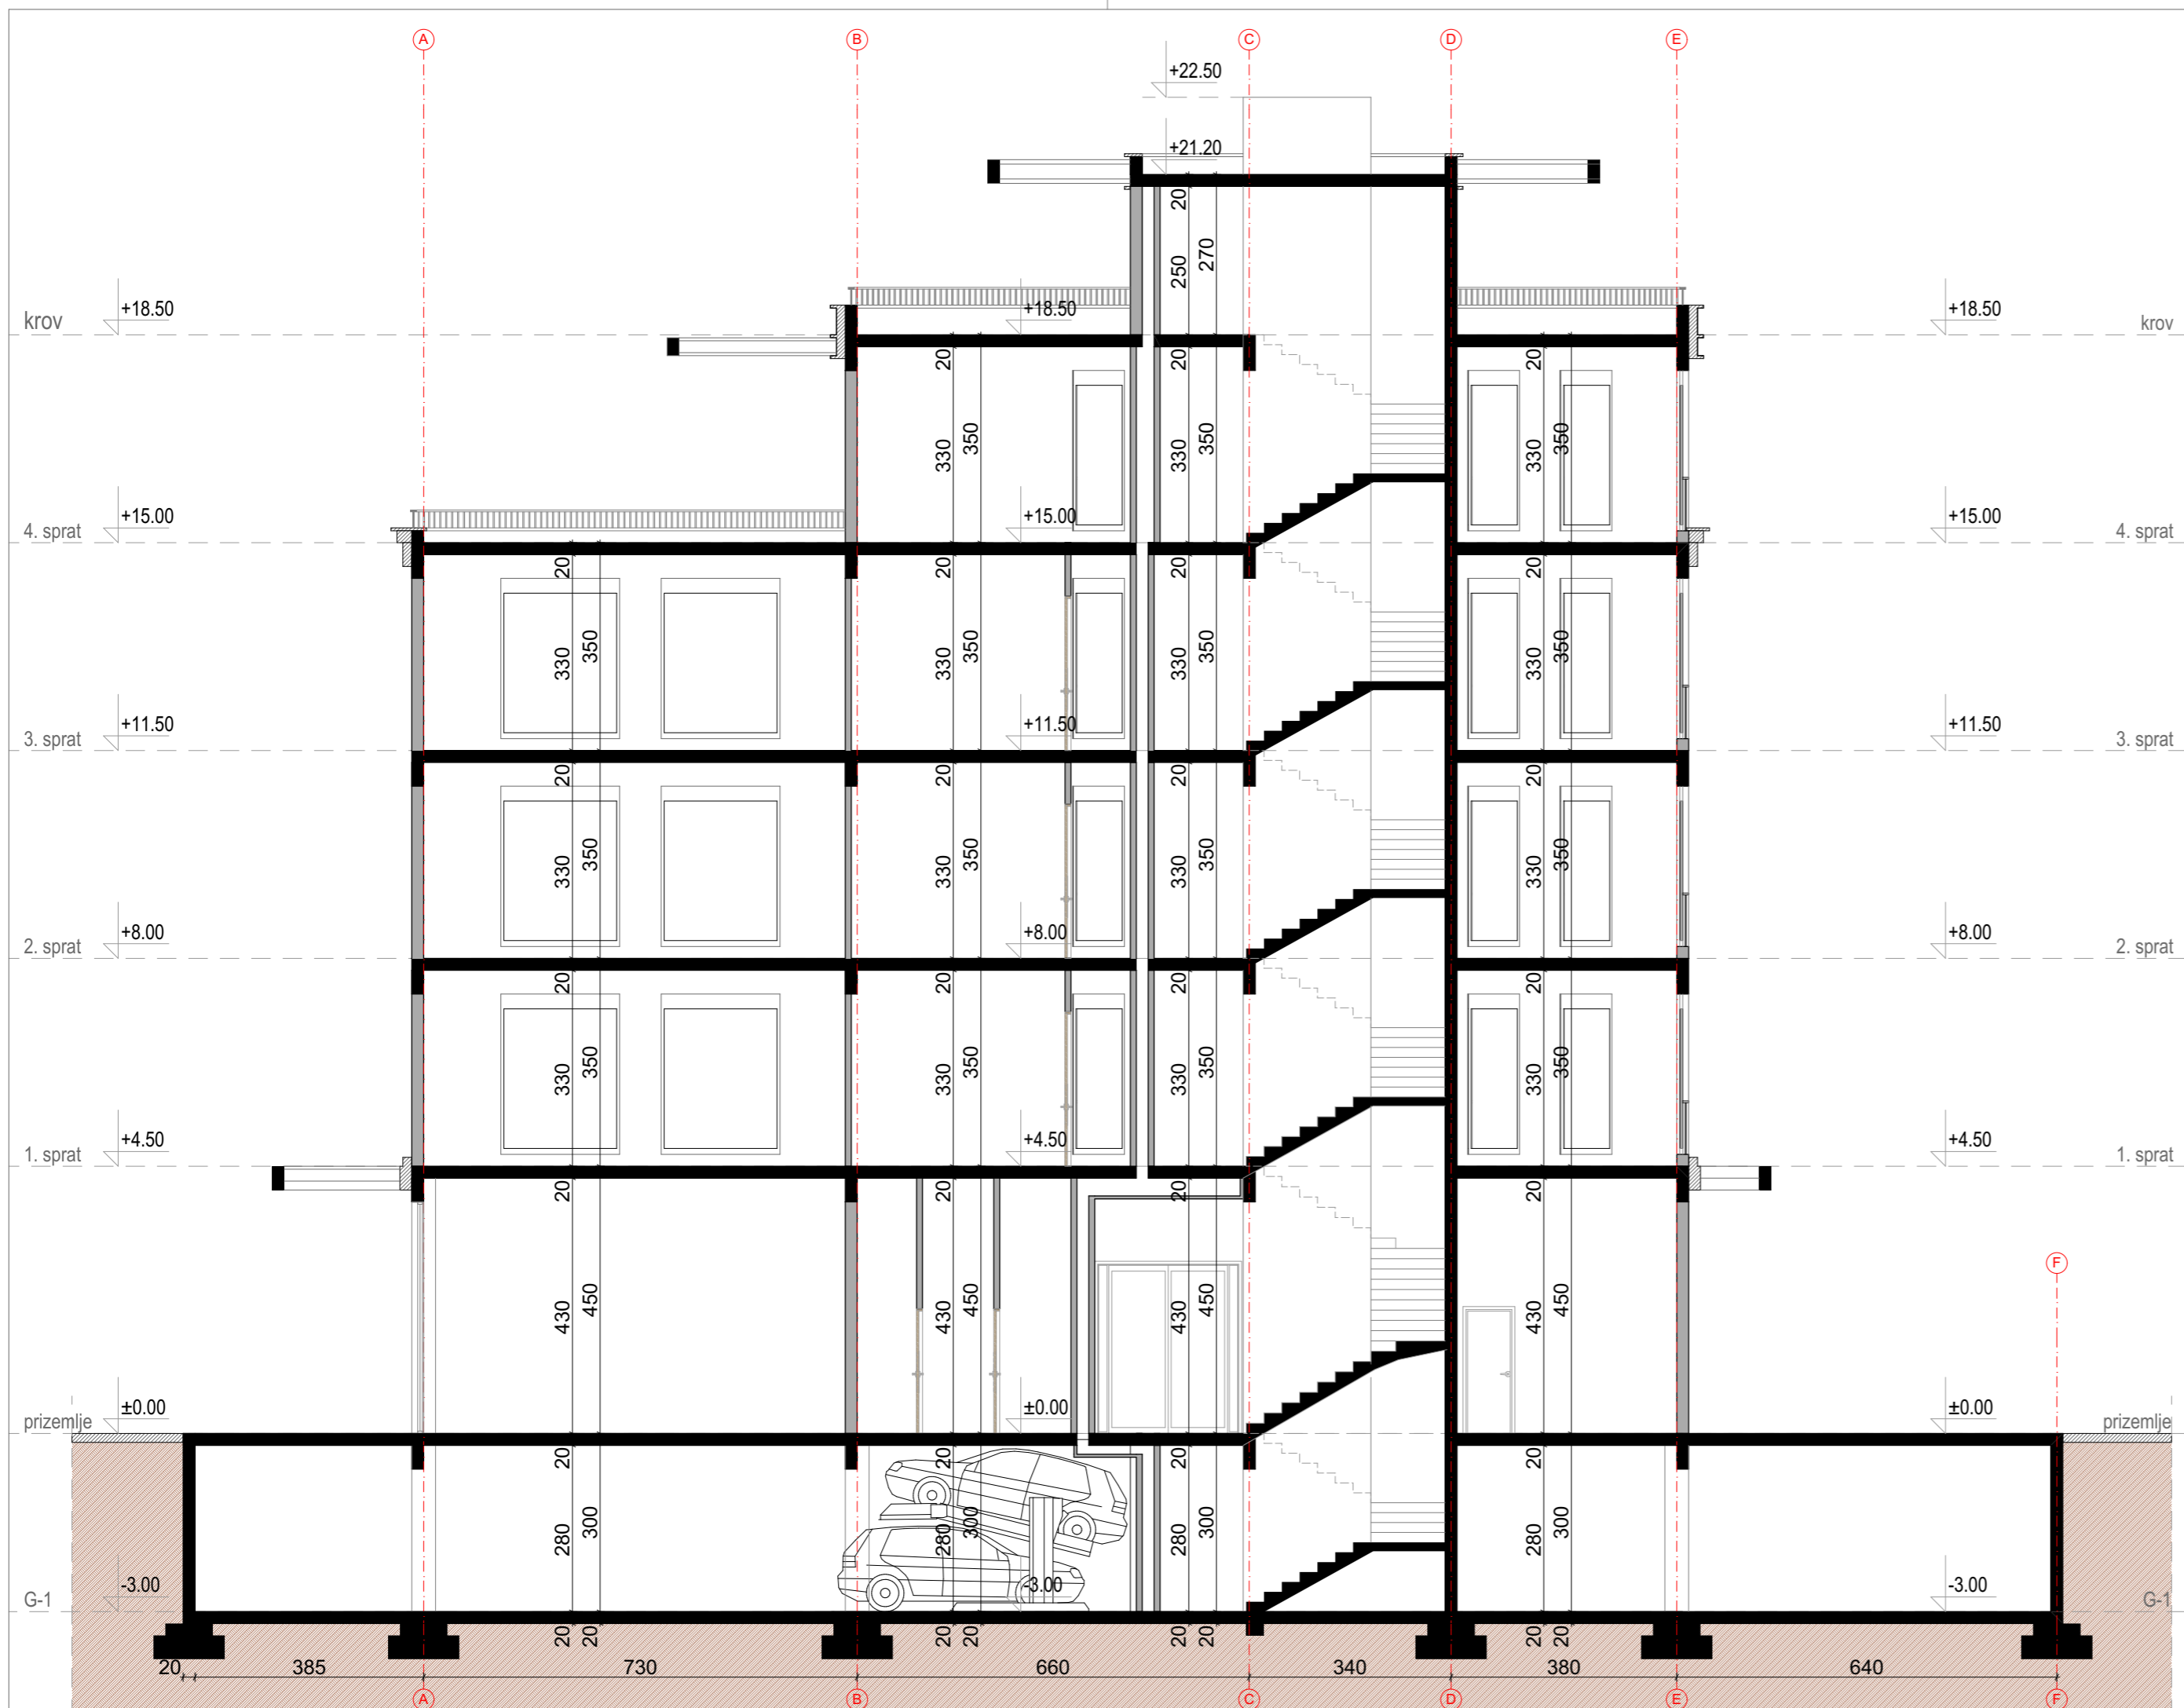 A B C D E
+22.50
+21.20
20
250 270
krov +18.50 +18.50 +18.50 krov
20 20 20
330 350 330 350 330 350
4. sprat +15.00 +15.00 +15.00 4. sprat
20 20 20 20
330 350 330 350 330 350 330 350
3. sprat +11.50 +11.50 +11.50 3. sprat
20 20 20 20
330 350 330 350 330 350 330 350
2. sprat +8.00 +8.00 +8.00 2. sprat
20 20 20 20
330 350 330 350 330 350 330 350
1. sprat +4.50 +4.50 +4.50 1. sprat
20 20 20 20
F
430 450 430 450 430 450 430 450
prizemlje ±0.00 ±0.00 ±0.00 prizemlje
20 20 20 20
280 300 280 300 280 300 280 300
G-1 -3.00 -3.00 -3.00 G-1
20 20 20 20 20 20 20 20
20 385 730 660 340 380 640
A B C D E F